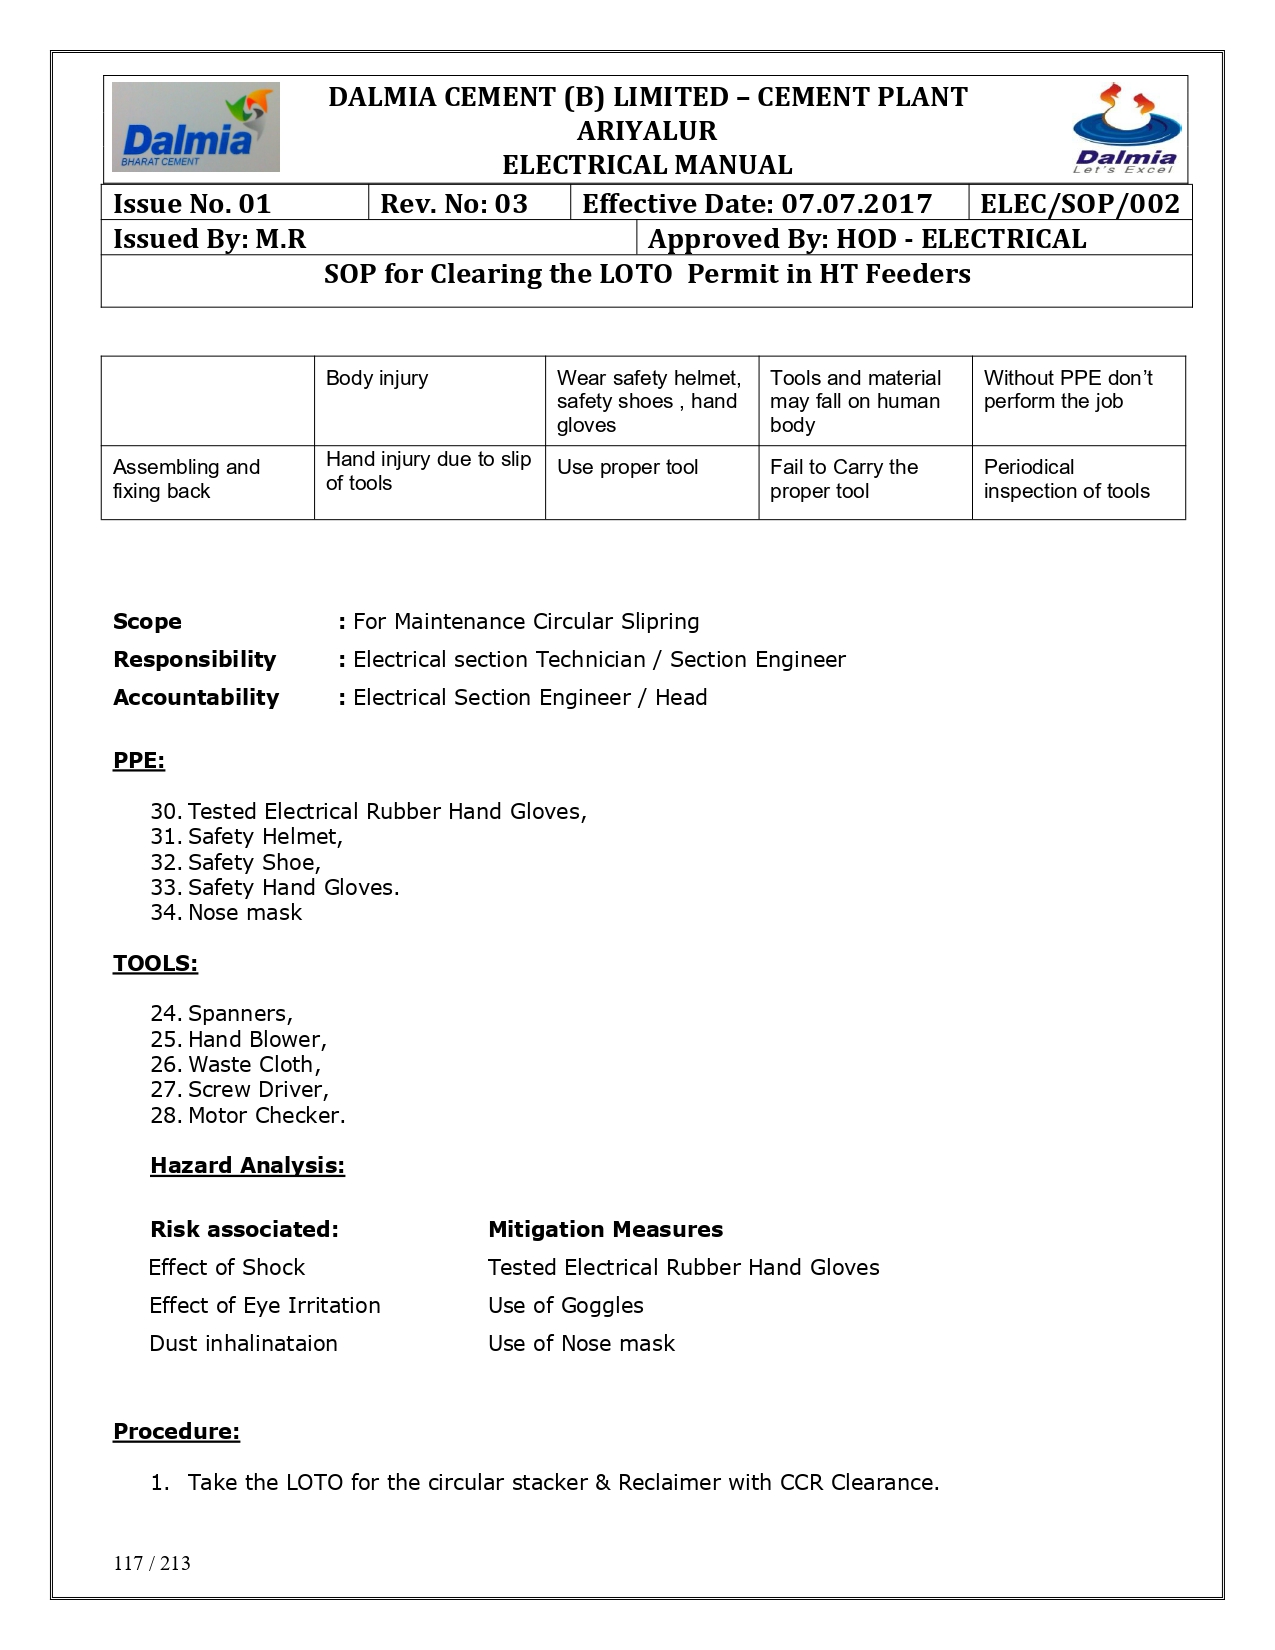 Dalmia
BHARAT CEMENT
DALMIA CEMENT (B) LIMITED – CEMENT PLANT
ARIYALUR
ELECTRICAL MANUAL
Dalmia
Let's Excel
Issue No. 01 Rev. No: 03 Effective Date: 07.07.2017 ELEC/SOP/002
Issued By: M.R Approved By: HOD - ELECTRICAL
SOP for Clearing the LOTO  Permit in HT Feeders
Body injury
Wear safety helmet,
safety shoes , hand
gloves
Tools and material
may fall on human
body
Without PPE don’t
perform the job
Assembling and
fixing back
Hand injury due to slip
of tools
Use proper tool
Fail to Carry the
proper tool
Periodical
inspection of tools
Scope : For Maintenance Circular Slipring
Responsibility : Electrical section Technician / Section Engineer
Accountability : Electrical Section Engineer / Head
PPE:
30. Tested Electrical Rubber Hand Gloves,
31. Safety Helmet,
32. Safety Shoe,
33. Safety Hand Gloves.
34. Nose mask
TOOLS:
24. Spanners,
25. Hand Blower,
26. Waste Cloth,
27. Screw Driver,
28. Motor Checker.
Hazard Analysis:
Risk associated: Mitigation Measures
Effect of Shock Tested Electrical Rubber Hand Gloves
Effect of Eye Irritation Use of Goggles
Dust inhalinataion Use of Nose mask
Procedure:
1. Take the LOTO for the circular stacker & Reclaimer with CCR Clearance.
117 / 213